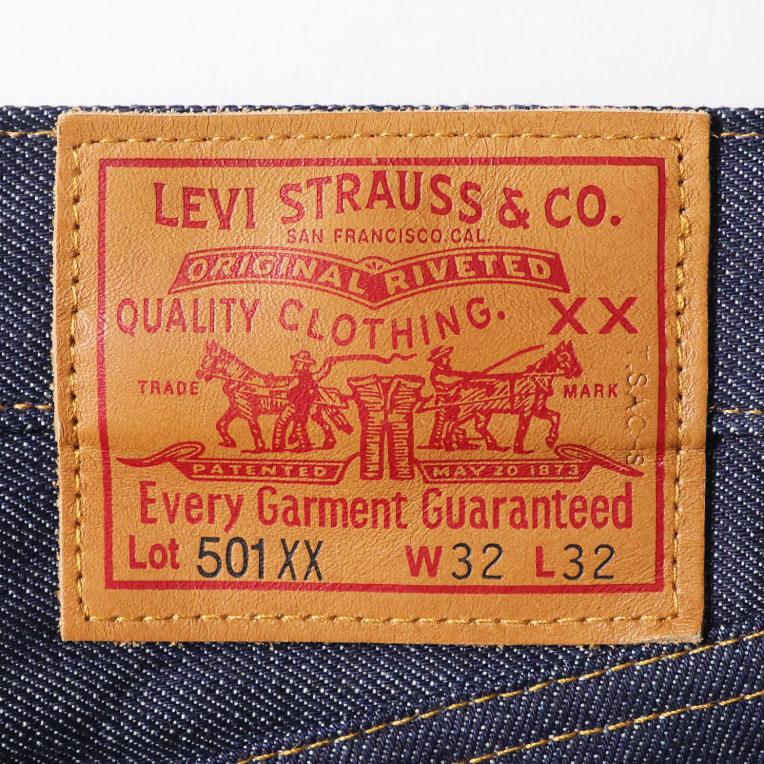 LEVI STRAUSS & CO.
SAN FRANCISCO, CAL.
ORIGINAL RIVETED
QUALITY CLOTHING. XX
TRADE MARK
PATENTED MAY 20 1873
Every Garment Guaranteed
Lot 501XX W32 L32